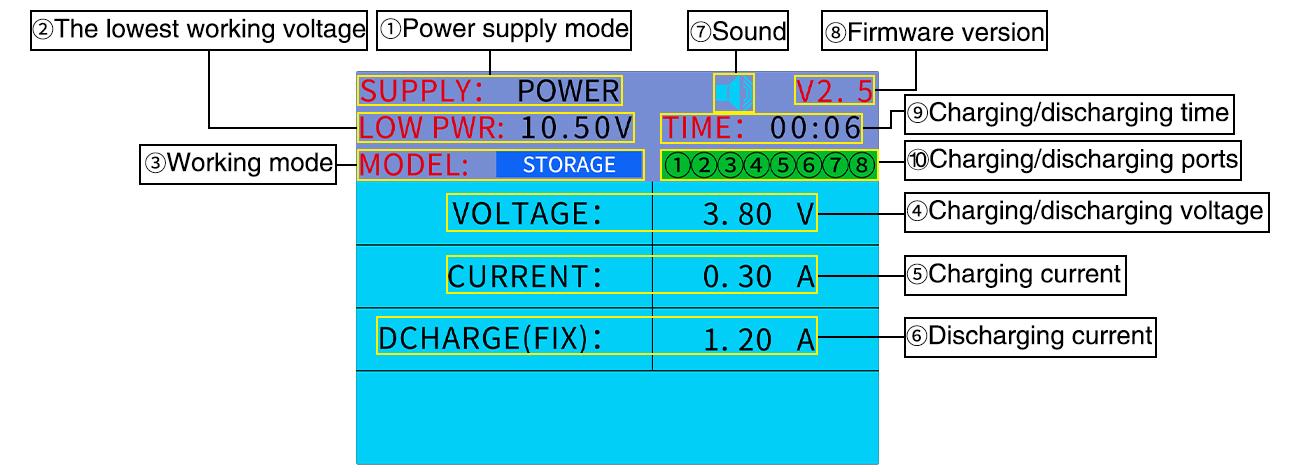 ②The lowest working voltage ①Power supply mode ⑦Sound ⑧Firmware version
SUPPLY: POWER V2.5
⑨Charging/discharging time
LOW PWR: 10.50V TIME: 00:06
③Working mode MODEL: STORAGE ①②③④⑤⑥⑦⑧ ⑩Charging/discharging ports
VOLTAGE: 3.80 V ④Charging/discharging voltage
CURRENT: 0.30 A ⑤Charging current
DCHARGE(FIX): 1.20 A ⑥Discharging current